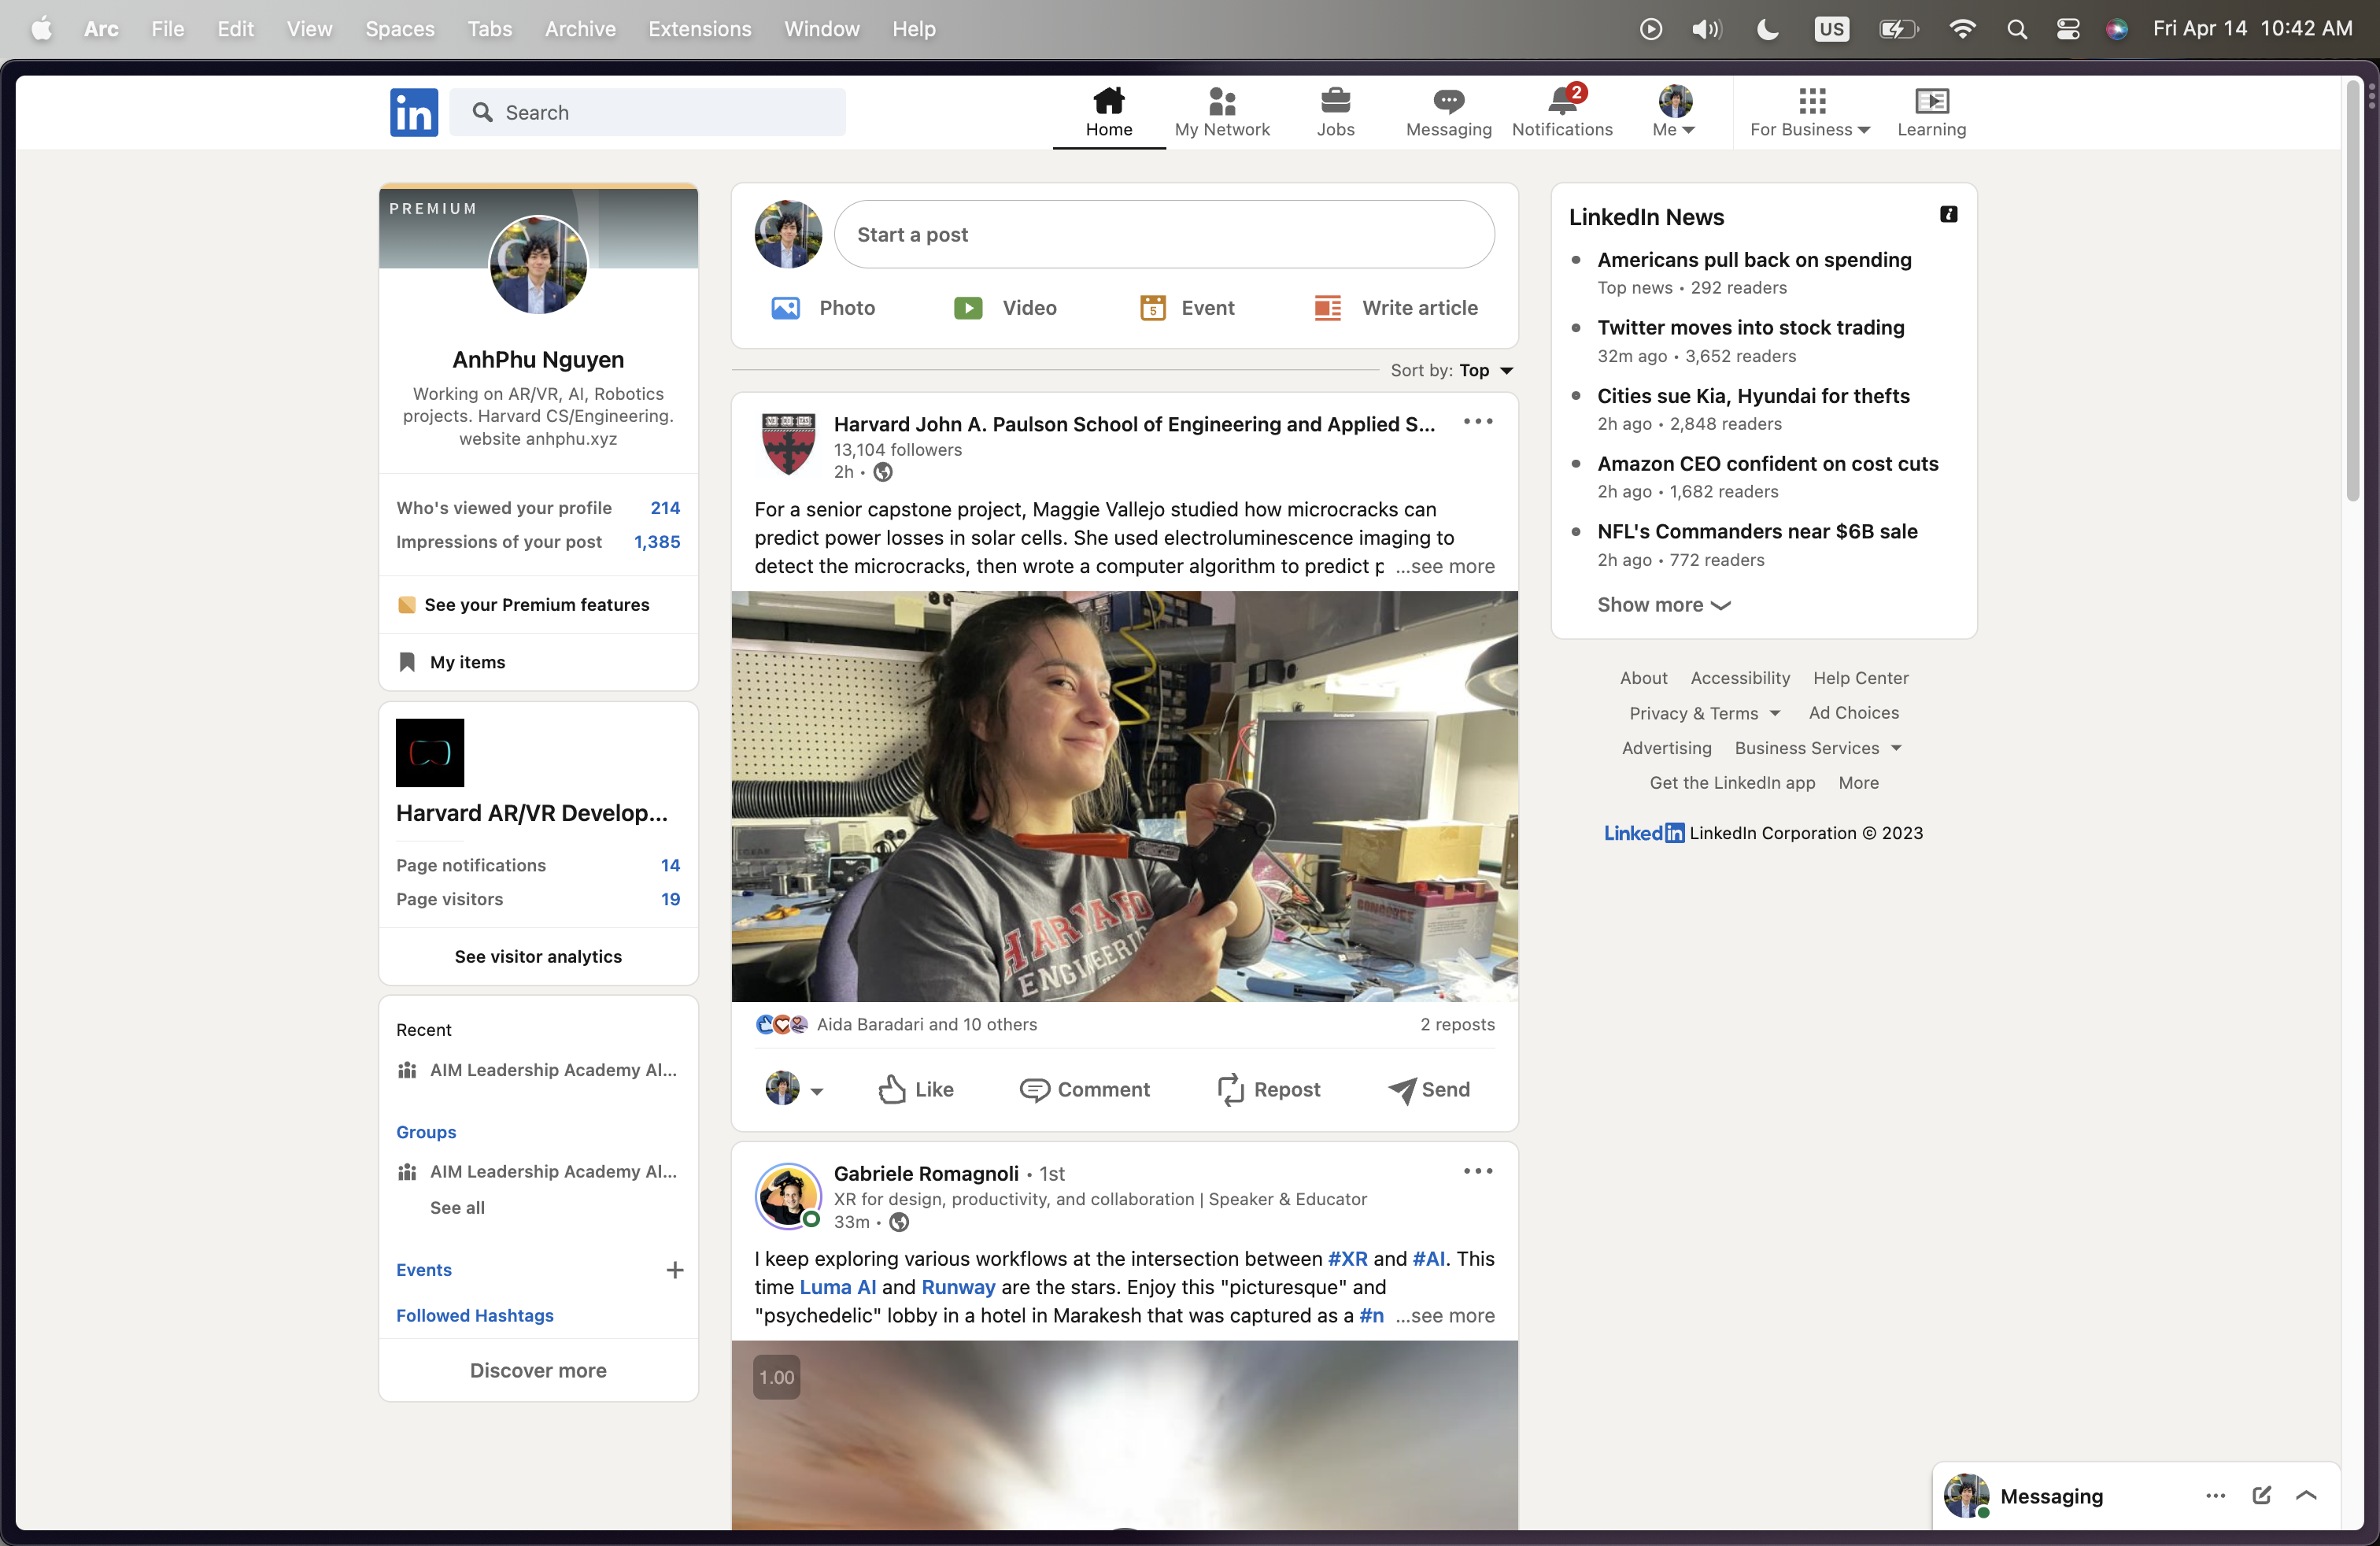 Arc File Edit View Spaces Tabs Archive Extensions Window Help
US
Fri Apr 14 10:42 AM
in
Search
Home
My Network
Jobs
Messaging
2
Notifications
Me
For Business
Learning
PREMIUM
AnhPhu Nguyen
Working on AR/VR, AI, Robotics
projects. Harvard CS/Engineering.
website anhphu.xyz
Who's viewed your profile 214
Impressions of your post 1,385
See your Premium features
My items
Harvard AR/VR Develop...
Page notifications 14
Page visitors 19
See visitor analytics
Recent
AIM Leadership Academy AI...
Groups
AIM Leadership Academy AI...
See all
Events
Followed Hashtags
Discover more
Start a post
Photo
Video
5
Event
Write article
Sort by: Top
Harvard John A. Paulson School of Engineering and Applied S...
13,104 followers
2h •
For a senior capstone project, Maggie Vallejo studied how microcracks can
predict power losses in solar cells. She used electroluminescence imaging to
detect the microcracks, then wrote a computer algorithm to predict p ...see more
HARVARD
ENGINEERIN
Aida Baradari and 10 others
2 reposts
Like
Comment
Repost
Send
Gabriele Romagnoli • 1st
XR for design, productivity, and collaboration | Speaker & Educator
33m •
I keep exploring various workflows at the intersection between #XR and #AI. This
time Luma AI and Runway are the stars. Enjoy this "picturesque" and
"psychedelic" lobby in a hotel in Marakesh that was captured as a #n ...see more
1.00
LinkedIn News
Americans pull back on spending
Top news • 292 readers
Twitter moves into stock trading
32m ago • 3,652 readers
Cities sue Kia, Hyundai for thefts
2h ago • 2,848 readers
Amazon CEO confident on cost cuts
2h ago • 1,682 readers
NFL's Commanders near $6B sale
2h ago • 772 readers
Show more
About Accessibility Help Center
Privacy & Terms Ad Choices
Advertising Business Services
Get the LinkedIn app More
LinkedIn LinkedIn Corporation © 2023
Messaging